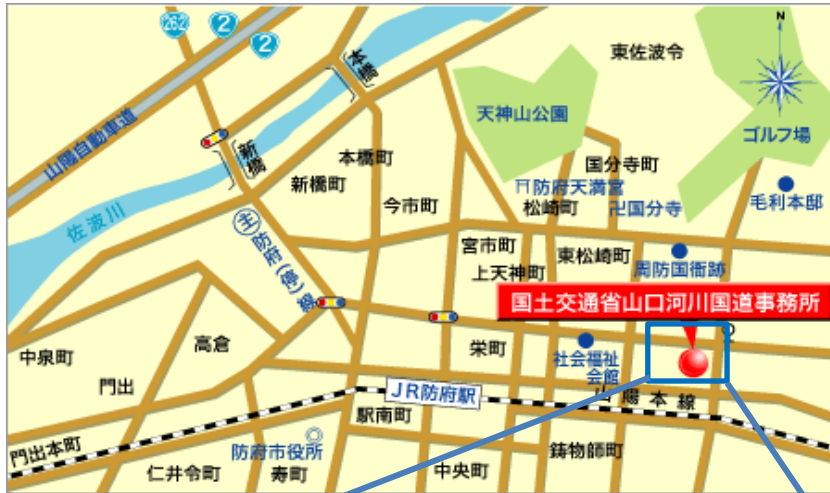 262
2
2
本橋
N
東佐波令
山陽自動車道
天神山公園
ゴルフ場
新橋
本橋町
国分寺町
新橋町
防府天満宮
毛利本邸
今市町
松崎町
卍国分寺
佐波川
主
防府(停)線
宮市町
東松崎町
上天神町
周防国衙跡
国土交通省山口河川国道事務所
高倉
栄町
社会福祉
会館
中泉町
門出
JR防府駅
山陽本線
駅南町
門出本町
防府市役所
鋳物師町
仁井令町
寿町
中央町